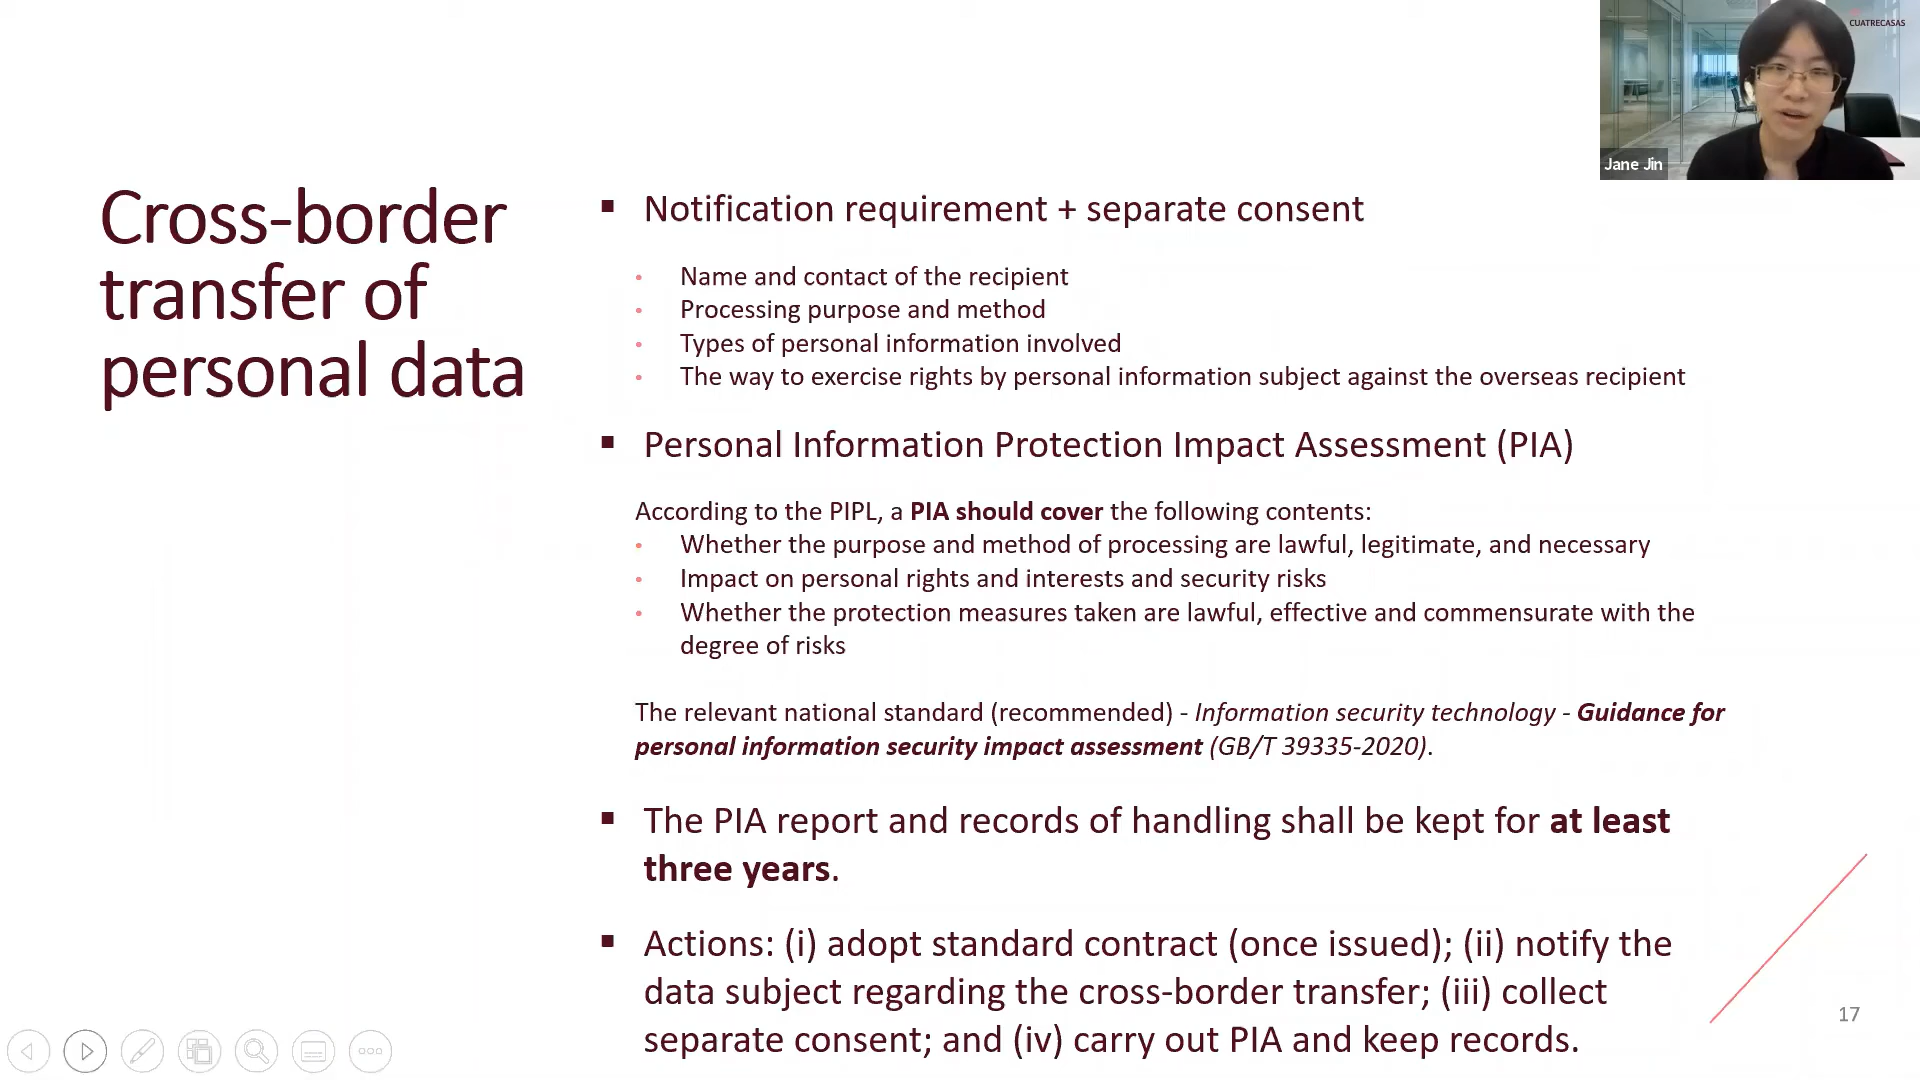 CUATRECASAS
Jane Jin
Cross-border
transfer of
personal data
▪ Notification requirement + separate consent
• Name and contact of the recipient
• Processing purpose and method
• Types of personal information involved
• The way to exercise rights by personal information subject against the overseas recipient
▪ Personal Information Protection Impact Assessment (PIA)
According to the PIPL, a PIA should cover the following contents:
• Whether the purpose and method of processing are lawful, legitimate, and necessary
• Impact on personal rights and interests and security risks
• Whether the protection measures taken are lawful, effective and commensurate with the
degree of risks
The relevant national standard (recommended) - Information security technology - Guidance for
personal information security impact assessment (GB/T 39335-2020).
▪ The PIA report and records of handling shall be kept for at least
three years.
▪ Actions: (i) adopt standard contract (once issued); (ii) notify the
data subject regarding the cross-border transfer; (iii) collect
separate consent; and (iv) carry out PIA and keep records.
17